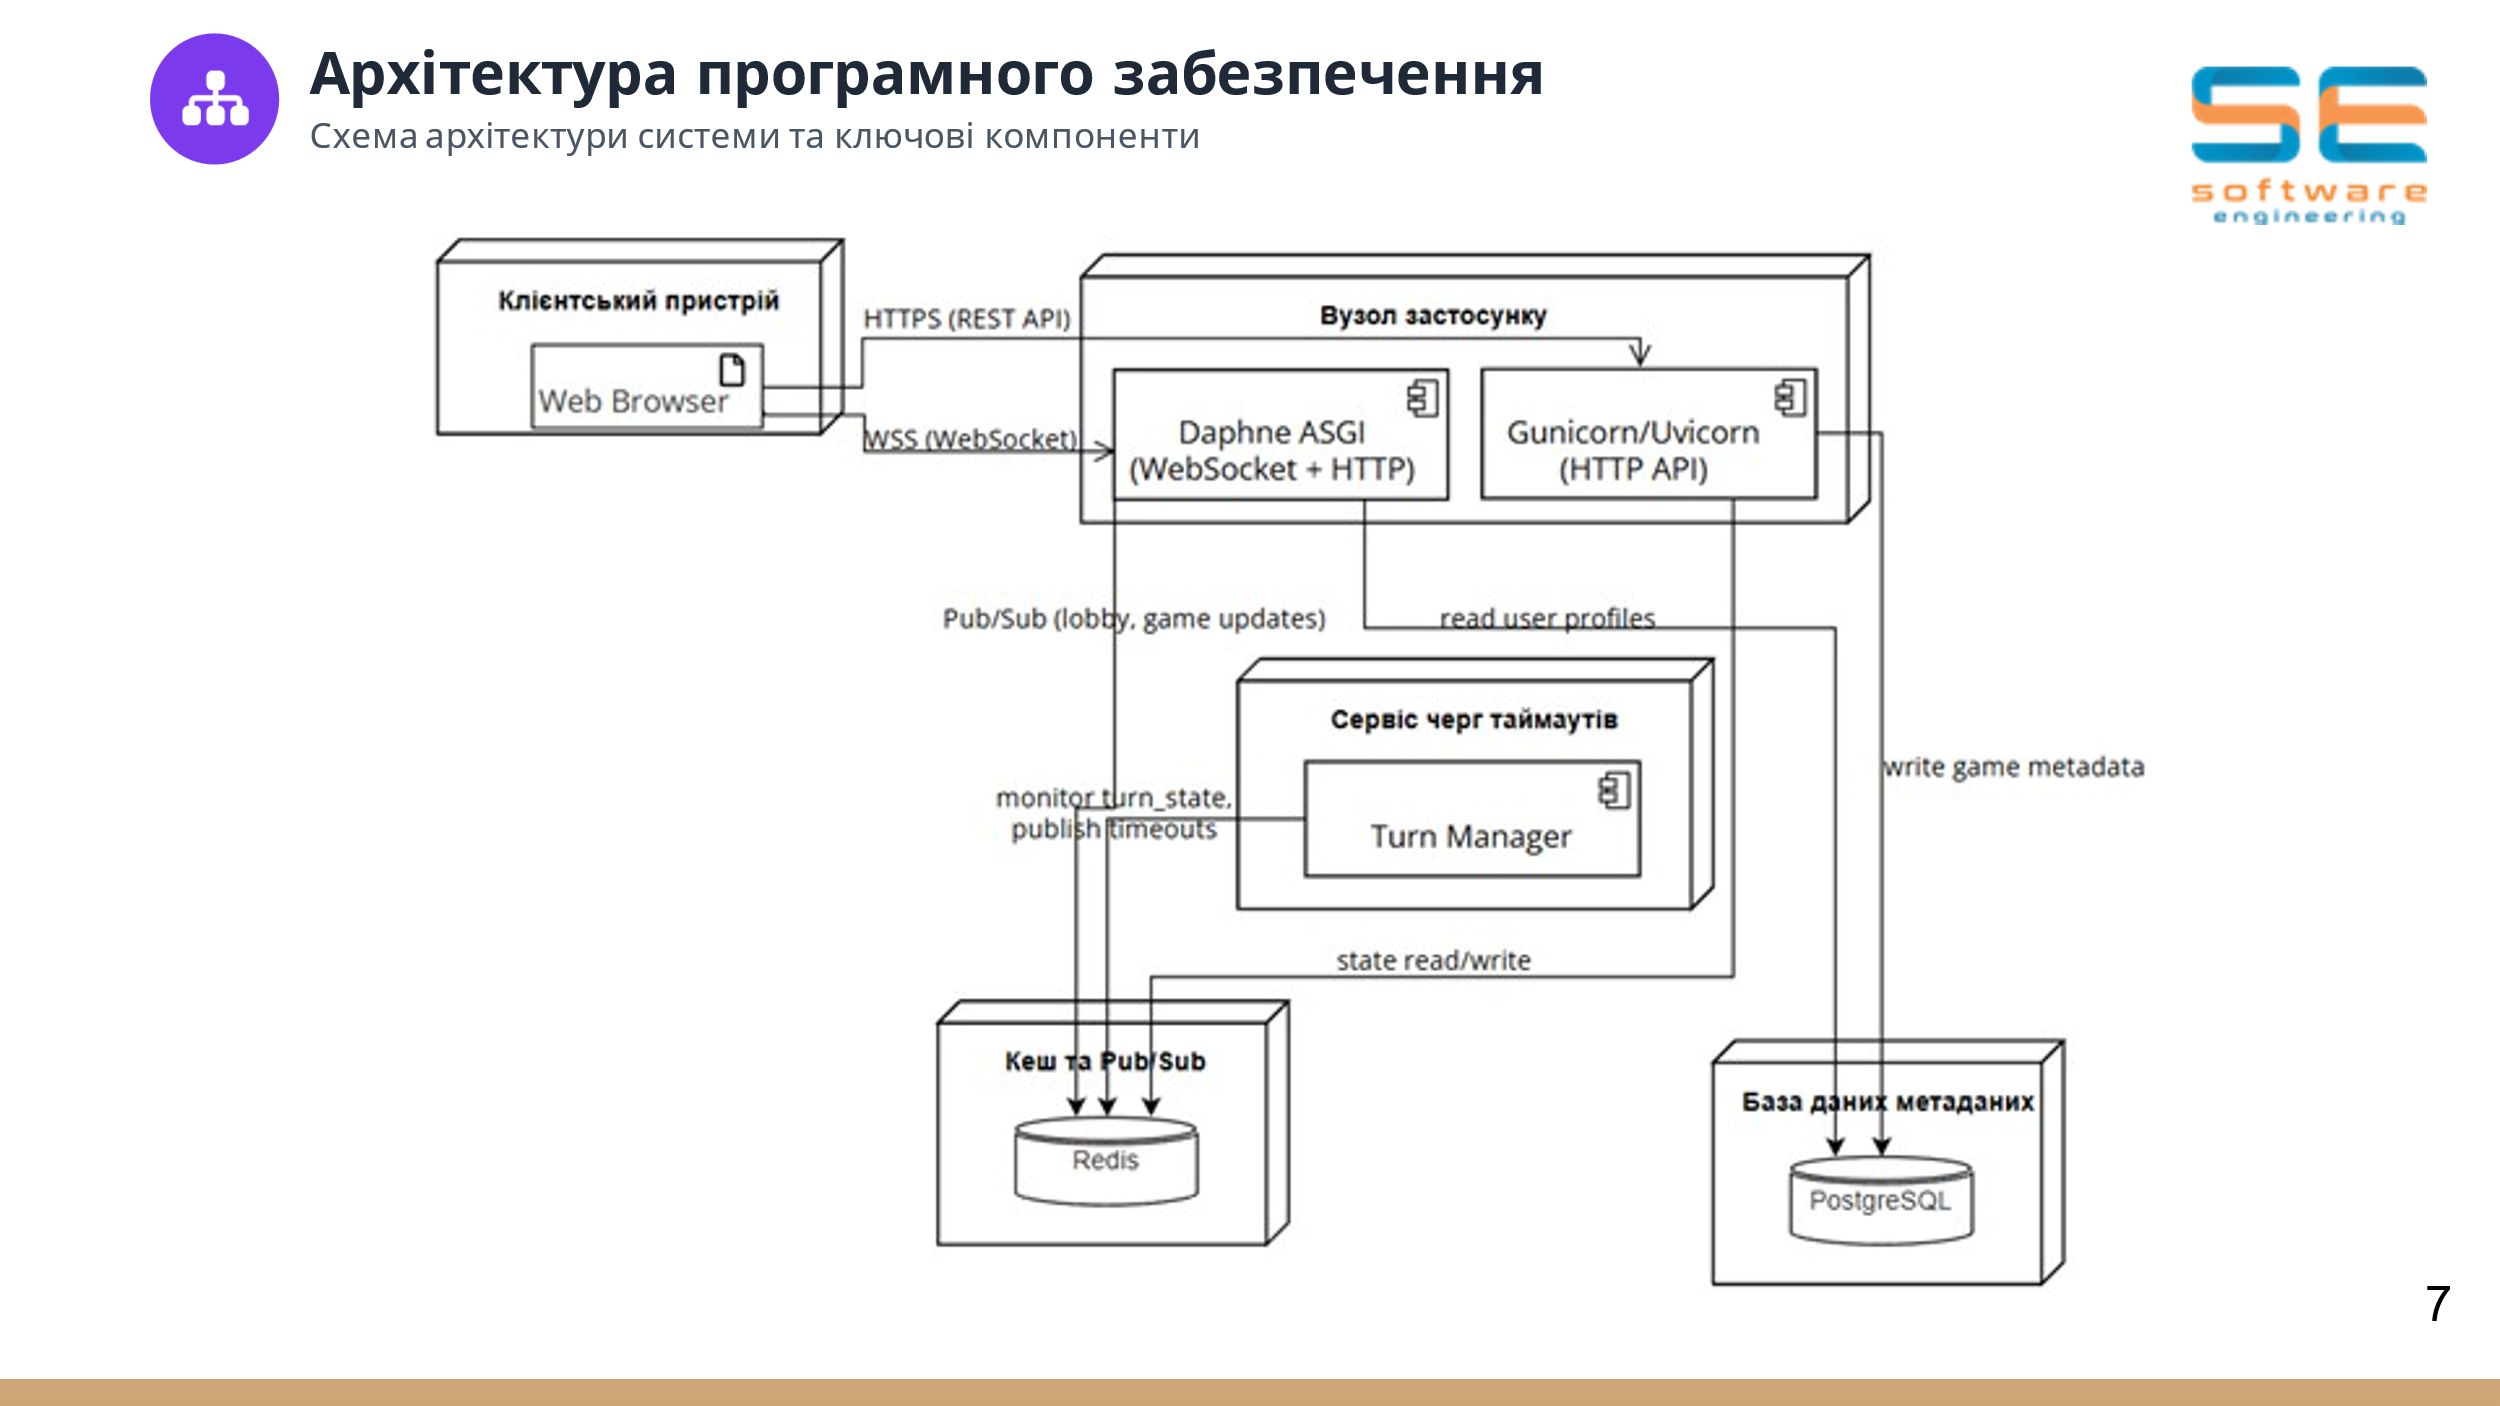 Архітектура програмного забезпечення
Схема архітектури системи та ключові компоненти
SE
software
engineering
Клієнтський пристрій
Web Browser
HTTPS (REST API)
WSS (WebSocket)
Вузол застосунку
Daphne ASGI
(WebSocket + HTTP)
Gunicorn/Uvicorn
(HTTP API)
Pub/Sub (lobby, game updates)
read user profiles
Сервіс черг таймаутів
Turn Manager
monitor turn_state,
publish timeouts
write game metadata
state read/write
Кеш та Pub/Sub
Redis
База даних метаданих
PostgreSQL
7